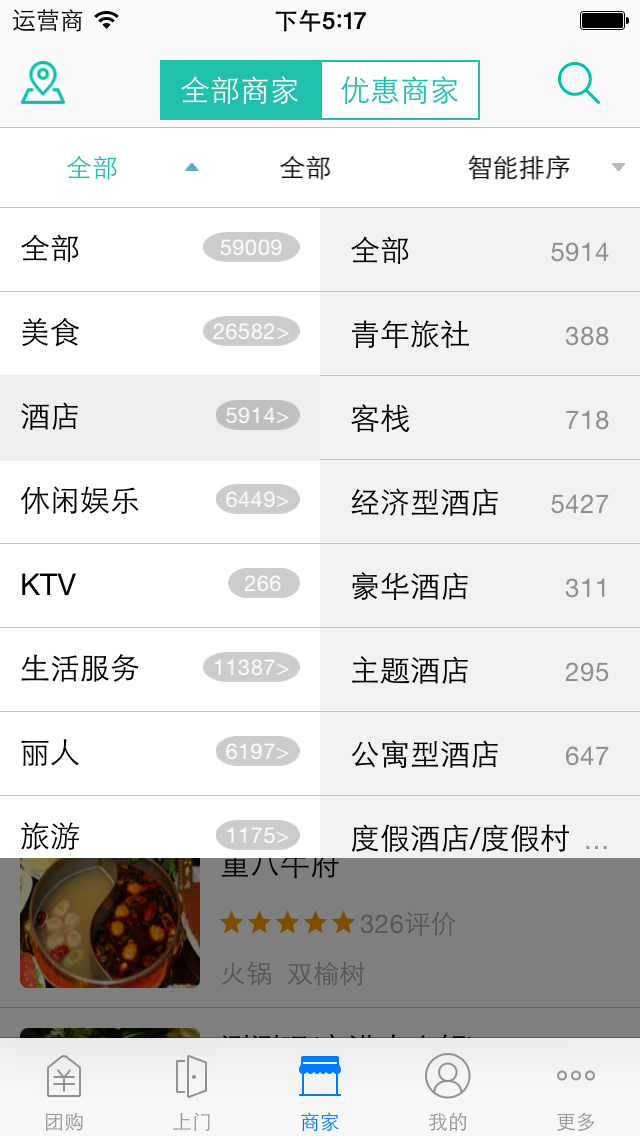 运营商 下午5:17
全部商家 优惠商家
全部 全部 智能排序
全部 59009 全部 5914
美食 26582> 青年旅社 388
酒店 5914> 客栈 718
休闲娱乐 6449> 经济型酒店 5427
KTV 266 豪华酒店 311
生活服务 11387> 主题酒店 295
丽人 6197> 公寓型酒店 647
旅游 1175> 度假酒店/度假村 ...
重八牛府
326评价
火锅 双榆树
团购 上门 商家 我的 更多